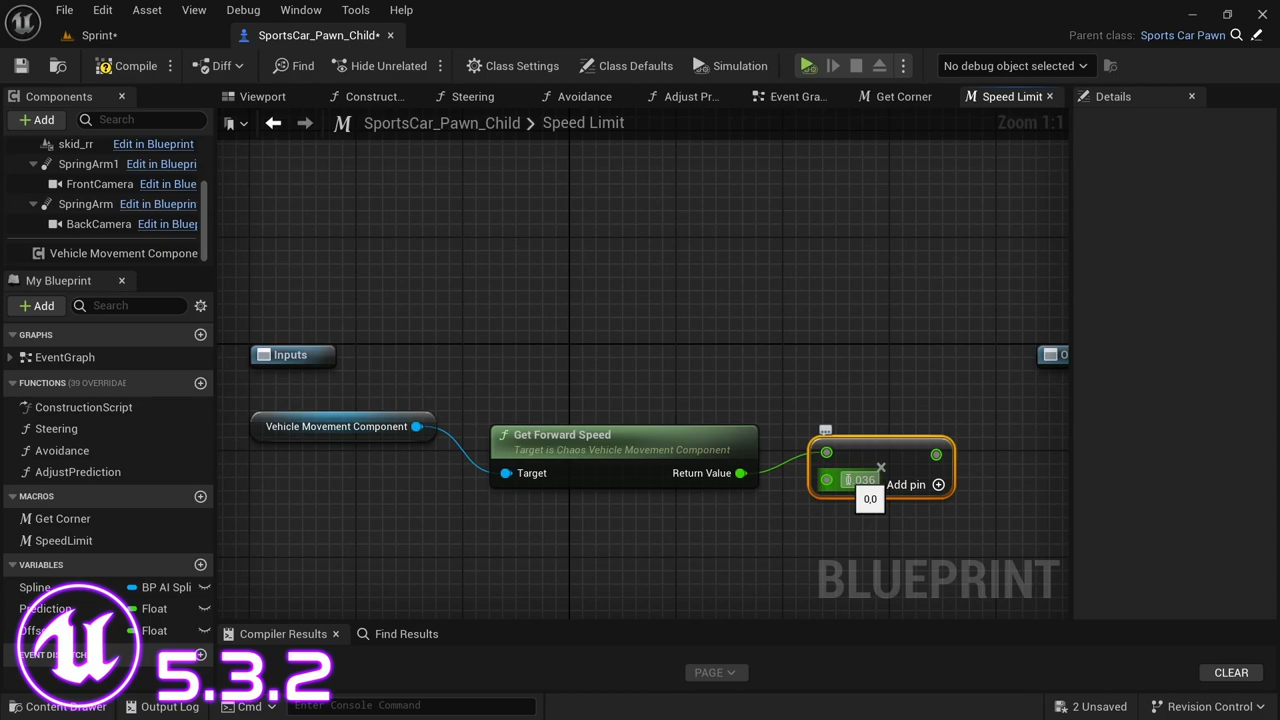 File Edit Asset View Debug Window Tools Help
Sprint*
SportsCar_Pawn_Child*
Parent class: Sports Car Pawn
Compile
Diff
Find
Hide Unrelated
Class Settings
Class Defaults
Simulation
No debug object selected
Components
Viewport
Construct...
Steering
Avoidance
Adjust Pr...
Event Gra...
Get Corner
Speed Limit
Details
Add
Search
SportsCar_Pawn_Child > Speed Limit
Zoom 1:1
skid_rr Edit in Blueprint
SpringArm1 Edit in Bluepri
FrontCamera Edit in Blue
SpringArm Edit in Blueprin
BackCamera Edit in Bluep
Vehicle Movement Compone
My Blueprint
Add
Search
GRAPHS
EventGraph
FUNCTIONS (39 OVERRIDAE
ConstructionScript
Steering
Avoidance
AdjustPrediction
MACROS
Get Corner
SpeedLimit
VARIABLES
Spline BP AI Spli
Prediction Float
Offs Float
EVENT DISPATC
Inputs
O
Vehicle Movement Component
Get Forward Speed
Target is Chaos Vehicle Movement Component
Target
Return Value
0.036
Add pin
0,0
BLUEPRINT
Compiler Results
Find Results
PAGE
CLEAR
5.3.2
Content Drawer
Output Log
Cmd
Enter Console Command
2 Unsaved
Revision Control